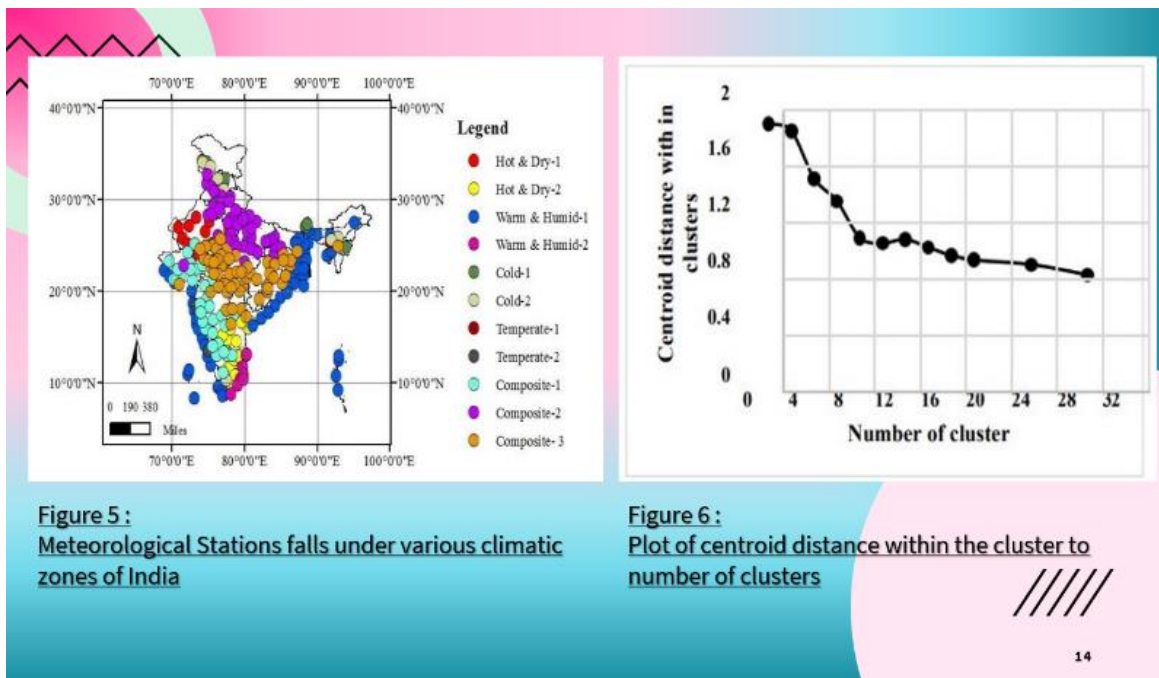 70°0'0"E 80°0'0"E 90°0'0"E 100°0'0"E
40°0'0"N 40°0'0"N
30°0'0"N 30°0'0"N
20°0'0"N 20°0'0"N
10°0'0"N 10°0'0"N
N
0 190 380
Miles
70°0'0"E 80°0'0"E 90°0'0"E 100°0'0"E
Legend
Hot & Dry-1
Hot & Dry-2
Warm & Humid-1
Warm & Humid-2
Cold-1
Cold-2
Temperate-1
Temperate-2
Composite-1
Composite-2
Composite- 3
Centroid distance with in
clusters
2
1.6
1.2
0.8
0.4
0
0 4 8 12 16 20 24 28 32
Number of cluster
Figure 5 :
Meteorological Stations falls under various climatic
zones of India
Figure 6 :
Plot of centroid distance within the cluster to
number of clusters
14